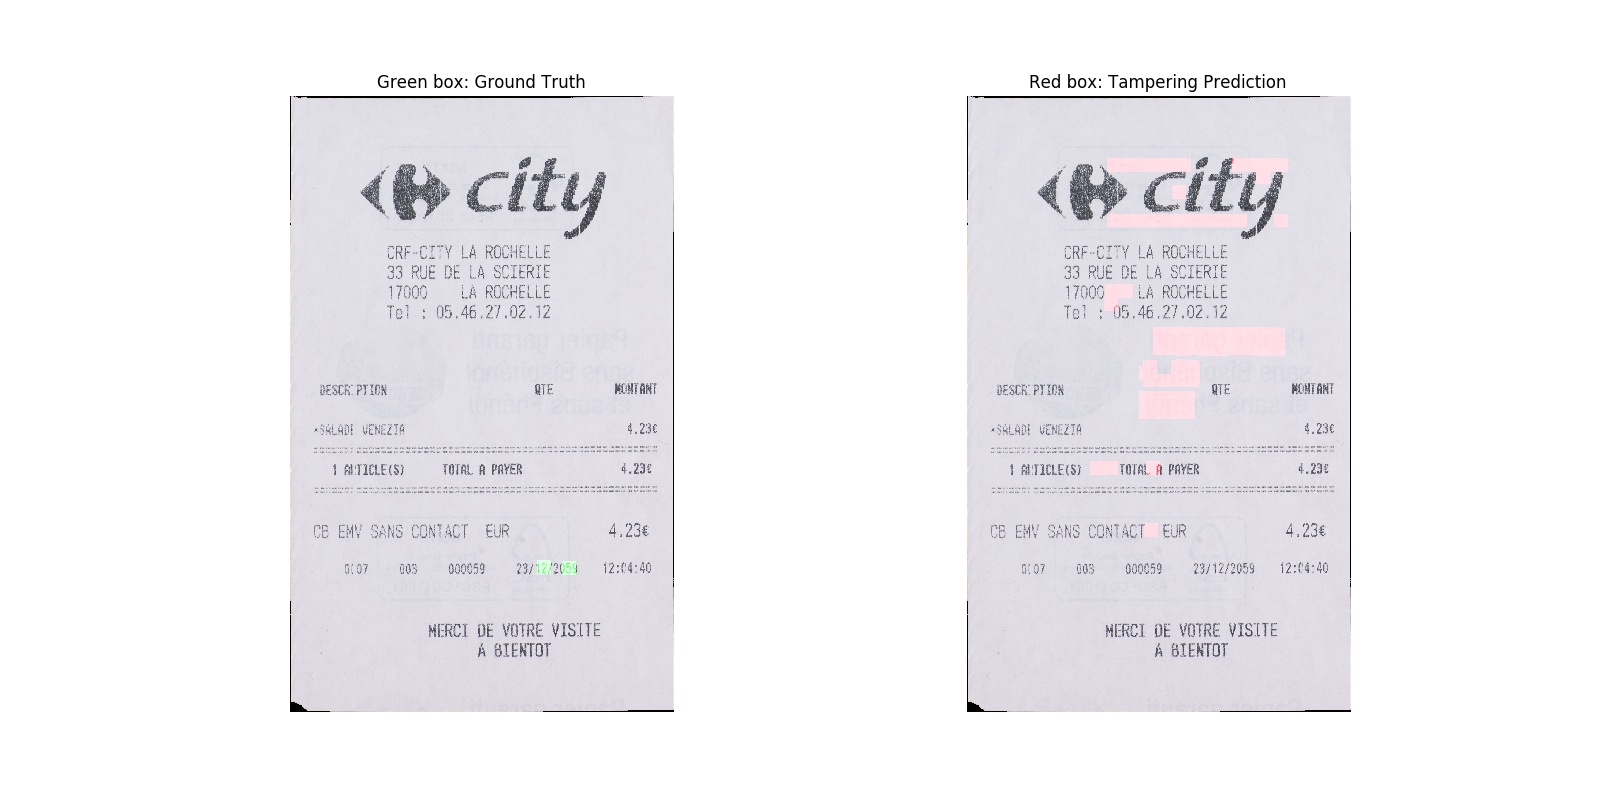 Green box: Ground Truth
city
CRF-CITY LA ROCHELLE
33 RUE DE LA SCIERIE
17000 LA ROCHELLE
Tel : 05.46.27.02.12
Papier garanti
sans Bisphénol
et sans Phénol
DESCRIPTION QTE MONTANT
*SALADE VENEZIA 4.23€
1 ARTICLE(S) TOTAL A PAYER 4.23€
CB EMV SANS CONTACT EUR 4.23€
0007 003 000059 23/12/2059 12:04:40
MERCI DE VOTRE VISITE
A BIENTOT
Red box: Tampering Prediction
city
CRF-CITY LA ROCHELLE
33 RUE DE LA SCIERIE
17000 LA ROCHELLE
Tel : 05.46.27.02.12
Papier garanti
sans Bisphénol
et sans Phénol
DESCRIPTION QTE MONTANT
*SALADE VENEZIA 4.23€
1 ARTICLE(S) TOTAL A PAYER 4.23€
CB EMV SANS CONTACT EUR 4.23€
0007 003 000059 23/12/2059 12:04:40
MERCI DE VOTRE VISITE
A BIENTOT